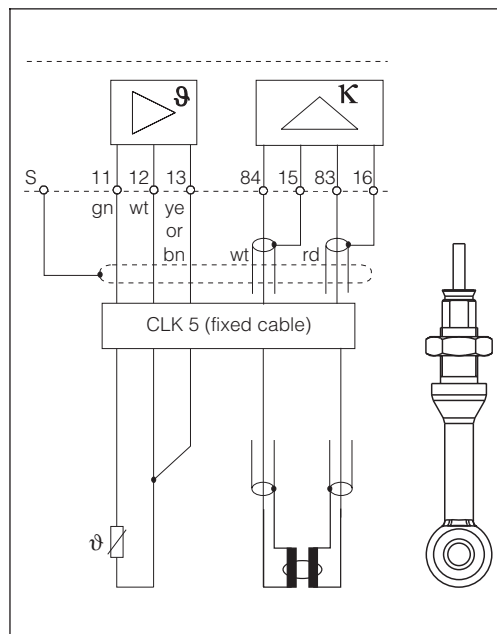 ϑ K
S 11 12 13 84 15 83 16
gn wt ye
or
bn wt rd
CLK 5 (fixed cable)
ϑ